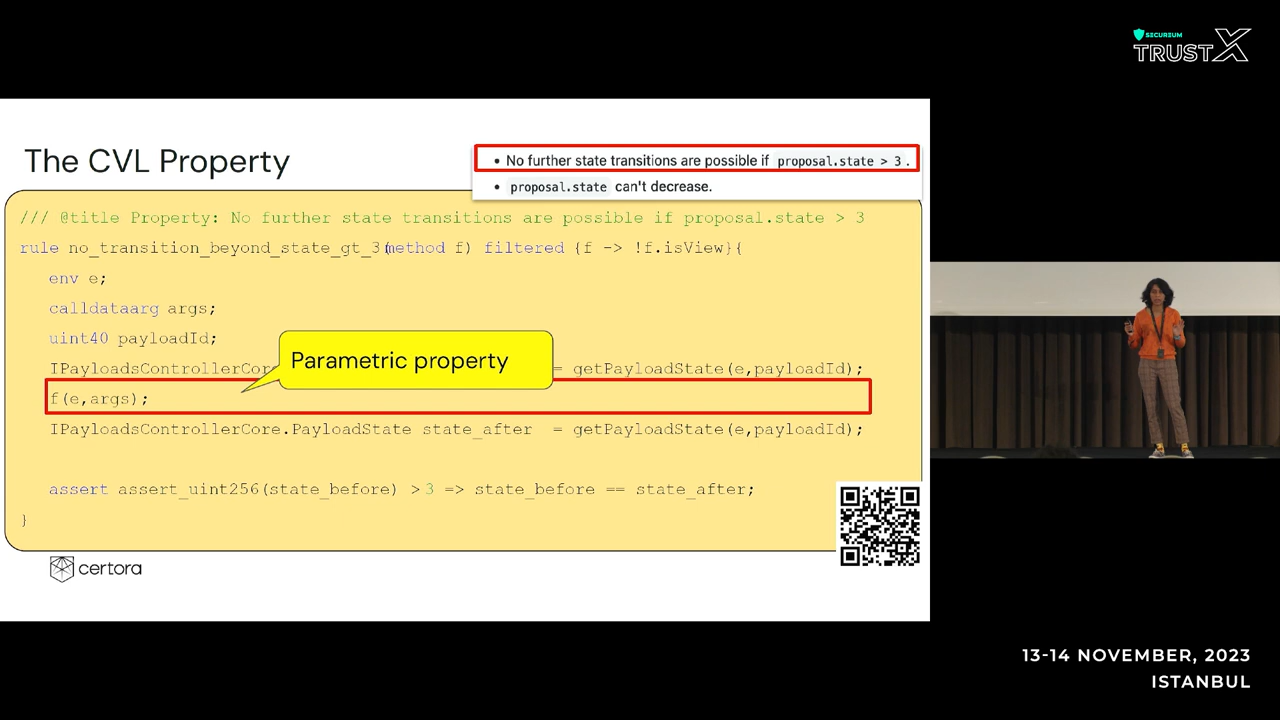 SECUREUM
TRUSTX
The CVL Property
• No further state transitions are possible if proposal.state > 3.
• proposal.state can't decrease.
/// @title Property: No further state transitions are possible if proposal.state > 3
rule no_transition_beyond_state_gt_3(method f) filtered {f -> !f.isView}{
env e;
calldataarg args;
uint40 payloadId;
Parametric property
IPayloadsControllerCore = getPayloadState(e,payloadId);
f(e,args);
IPayloadsControllerCore.PayloadState state_after = getPayloadState(e,payloadId);
assert assert_uint256(state_before) >3 => state_before == state_after;
}
certora
13-14 NOVEMBER, 2023
ISTANBUL